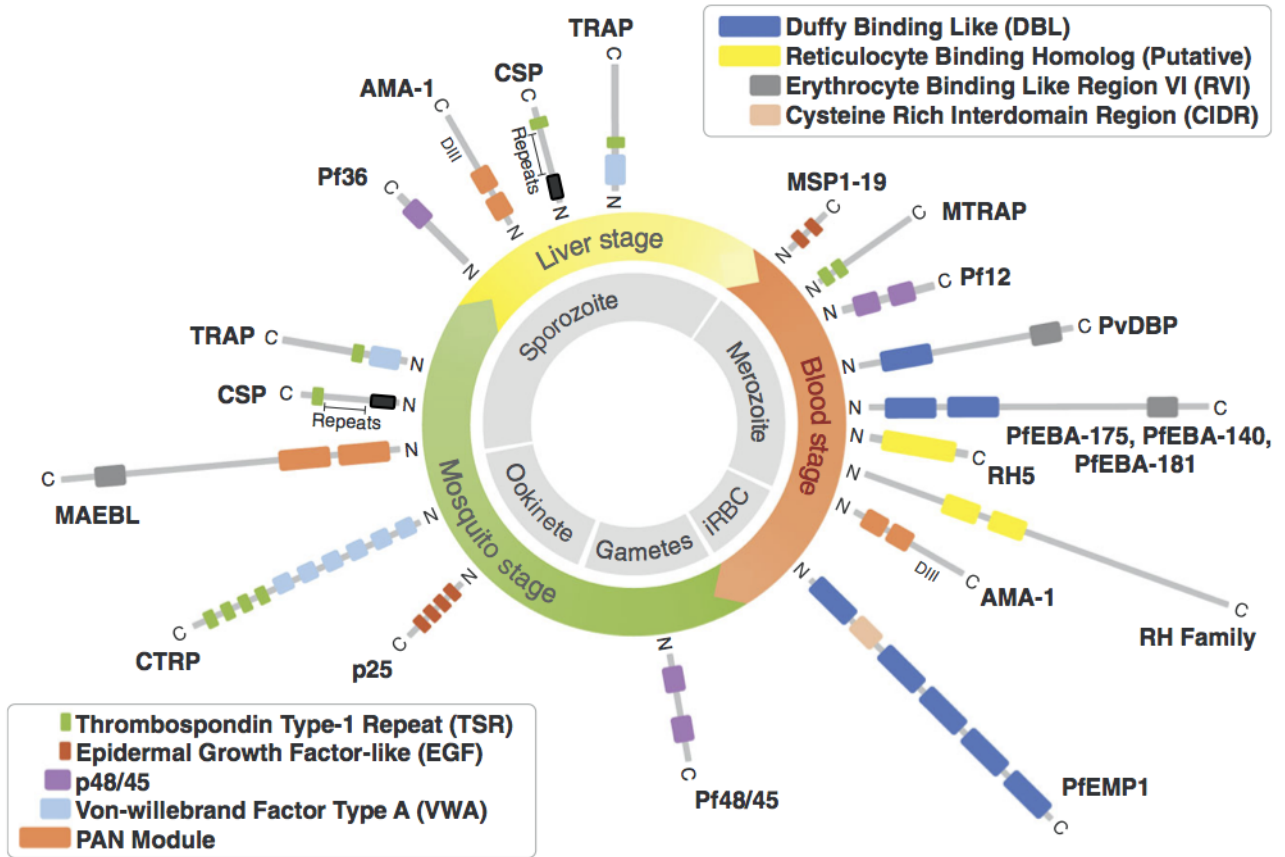 Duffy Binding Like (DBL)
Reticulocyte Binding Homolog (Putative)
Erythrocyte Binding Like Region VI (RVI)
Cysteine Rich Interdomain Region (CIDR)
TRAP
C
N
CSP
C
Repeats
N
AMA-1
C
DIII
N
Pf36
C
N
MSP1-19
C
N
MTRAP
C
N
Pf12
C
N
PvDBP
C
N
N
C
PfEBA-175, PfEBA-140,
PfEBA-181
N
C
RH5
N
C
RH Family
N
DIII
C
AMA-1
N
C
PfEMP1
N
C
Pf48/45
TRAP
C
N
CSP
C
N
Repeats
N
C
MAEBL
N
C
CTRP
N
C
p25
Liver stage
Blood stage
Mosquito stage
Sporozoite
Merozoite
iRBC
Gametes
Ookinete
Thrombospondin Type-1 Repeat (TSR)
Epidermal Growth Factor-like (EGF)
p48/45
Von-willebrand Factor Type A (VWA)
PAN Module